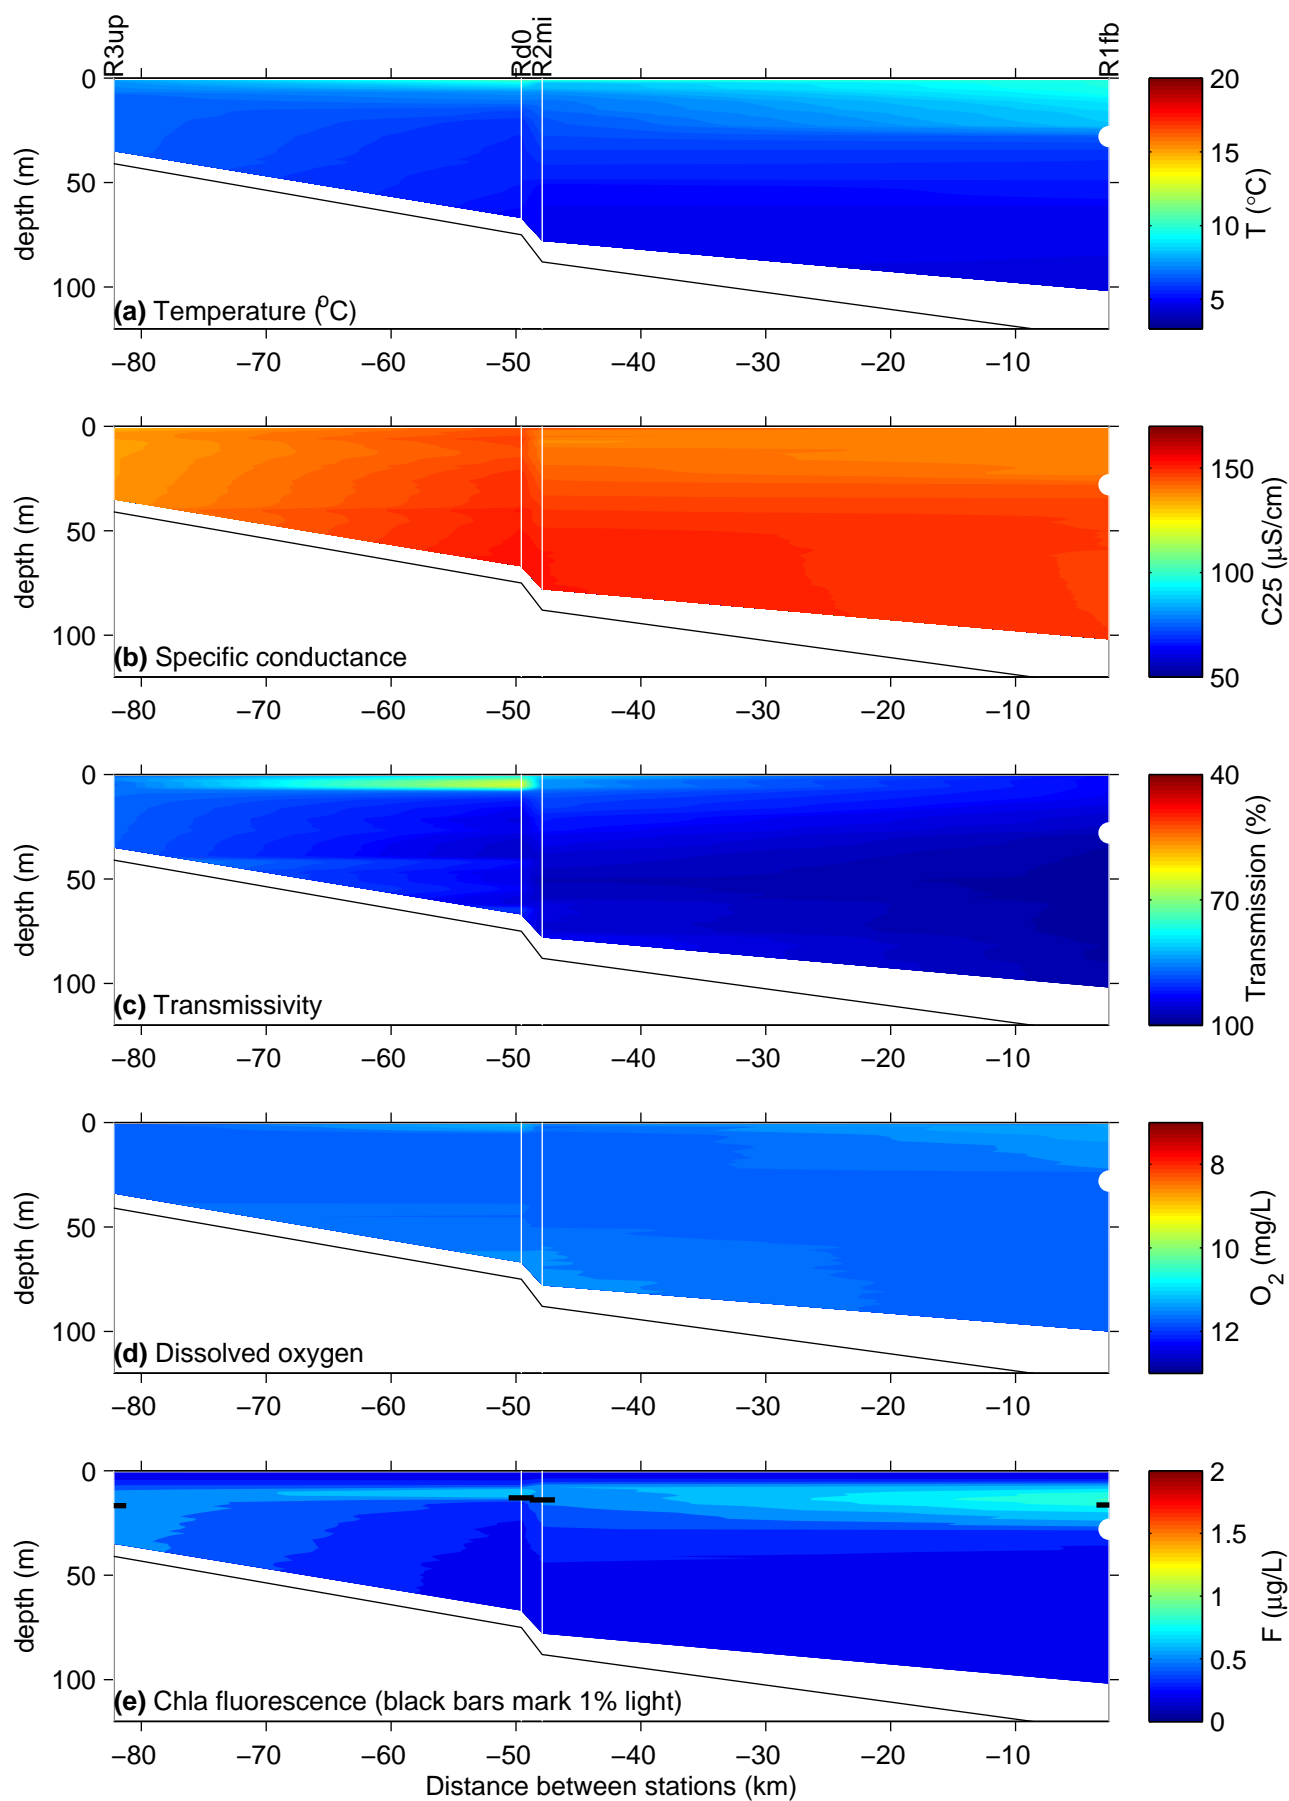 R3up Rd0 R2mi R1fb
0
50
100
depth (m)
(a) Temperature (ºC)
−80 −70 −60 −50 −40 −30 −20 −10
20
15
10
5
T (°C)
0
50
100
depth (m)
(b) Specific conductance
−80 −70 −60 −50 −40 −30 −20 −10
150
100
50
C25 (µS/cm)
0
50
100
depth (m)
(c) Transmissivity
−80 −70 −60 −50 −40 −30 −20 −10
40
70
100
Transmission (%)
0
50
100
depth (m)
(d) Dissolved oxygen
−80 −70 −60 −50 −40 −30 −20 −10
8
10
12
O2 (mg/L)
0
50
100
depth (m)
(e) Chla fluorescence (black bars mark 1% light)
−80 −70 −60 −50 −40 −30 −20 −10
2
1.5
1
0.5
0
F (µg/L)
Distance between stations (km)